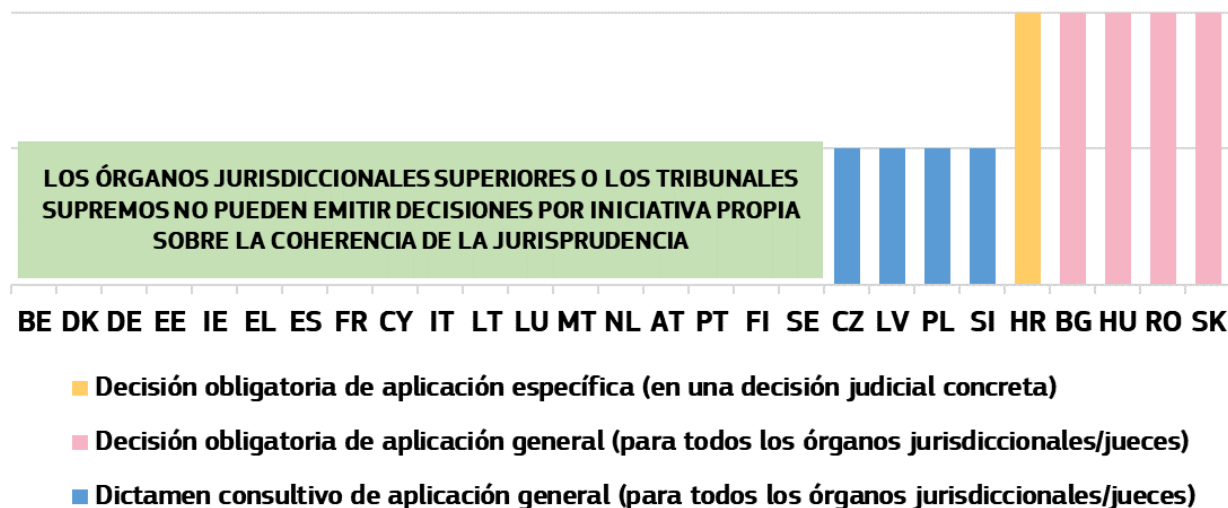 LOS ÓRGANOS JURISDICCIONALES SUPERIORES O LOS TRIBUNALES
SUPREMOS NO PUEDEN EMITIR DECISIONES POR INICIATIVA PROPIA
SOBRE LA COHERENCIA DE LA JURISPRUDENCIA
BE DK DE EE IE EL ES FR CY IT LT LU MT NL AT PT FI SE CZ LV PL SI HR BG HU RO SK
Decisión obligatoria de aplicación específica (en una decisión judicial concreta)
Decisión obligatoria de aplicación general (para todos los órganos jurisdiccionales/jueces)
Dictamen consultivo de aplicación general (para todos los órganos jurisdiccionales/jueces)